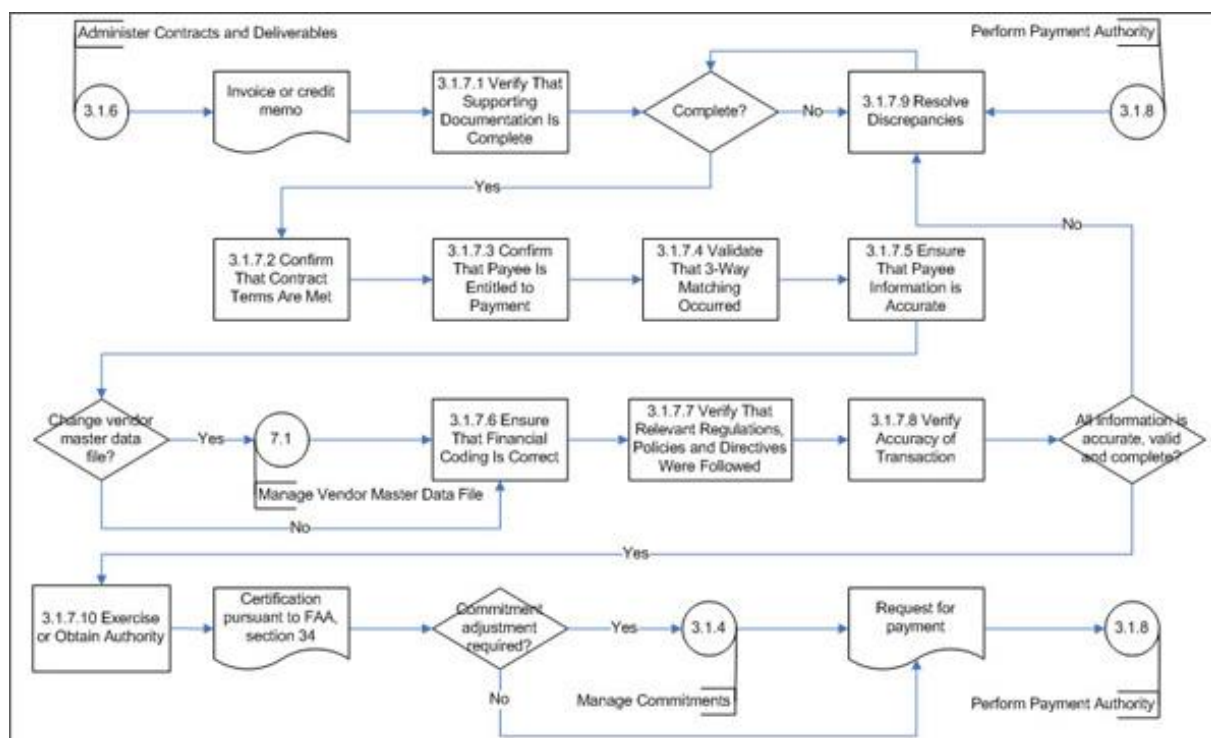 Administer Contracts and Deliverables
Perform Payment Authority
3.1.6
Invoice or credit
memo
3.1.7.1 Verify That
Supporting
Documentation Is
Complete
Complete?
No
3.1.7.9 Resolve
Discrepancies
3.1.8
Yes
No
3.1.7.2 Confirm
That Contract
Terms Are Met
3.1.7.3 Confirm
That Payee Is
Entitled to
Payment
3.1.7.4 Validate
That 3-Way
Matching
Occurred
3.1.7.5 Ensure
That Payee
Information is
Accurate
Change vendor
master data
file?
Yes
7.1
Manage Vendor Master Data File
No
3.1.7.6 Ensure
That Financial
Coding Is Correct
3.1.7.7 Verify That
Relevant Regulations,
Policies and Directives
Were Followed
3.1.7.8 Verify
Accuracy of
Transaction
All Information is
accurate, valid
and complete?
Yes
3.1.7.10 Exercise
or Obtain Authority
Certification
pursuant to FAA,
section 34
Commitment
adjustment
required?
Yes
3.1.4
Manage Commitments
No
Request for
payment
3.1.8
Perform Payment Authority